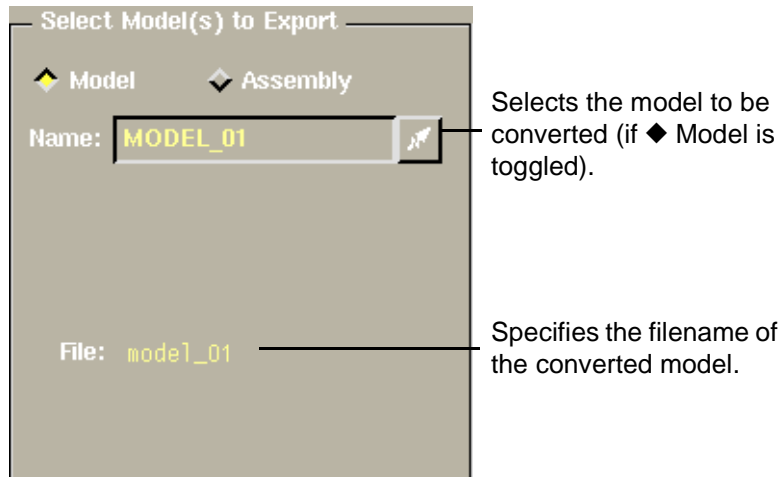 Select Model(s) to Export
Model Assembly
Name: MODEL_01
Selects the model to be
converted (if ◆ Model is
toggled).
File: model_01
Specifies the filename of
the converted model.